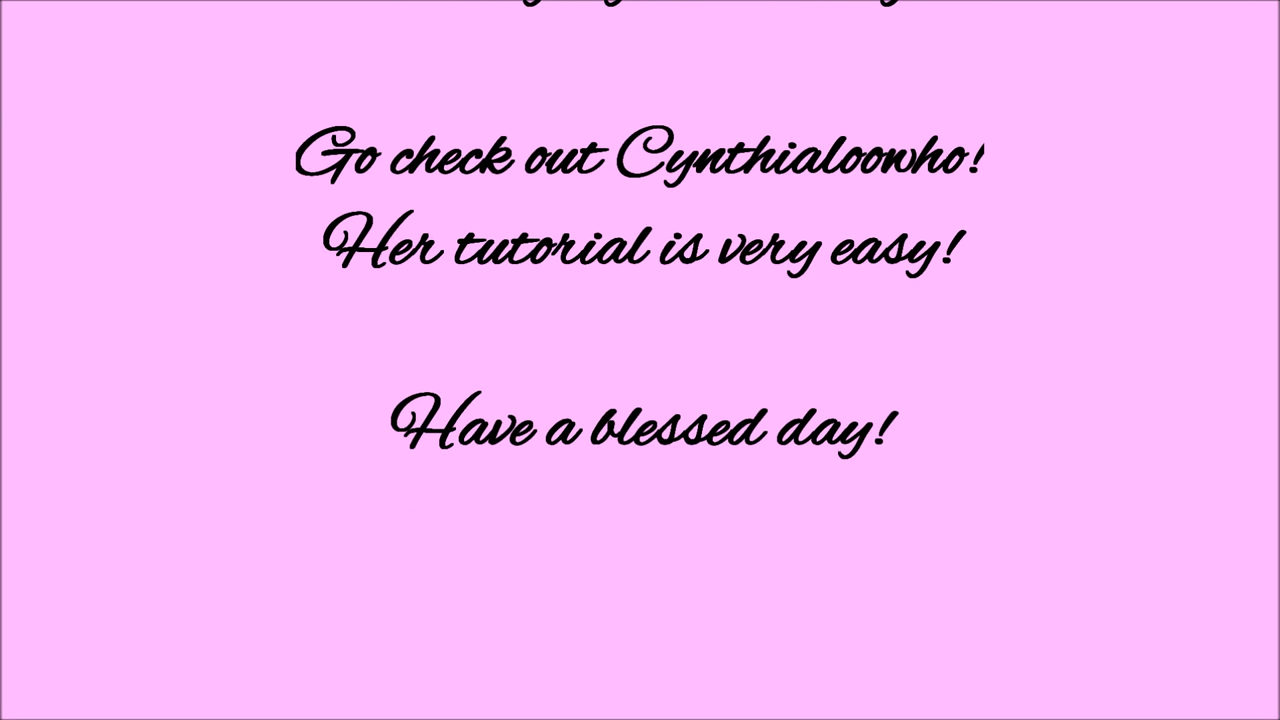 Go check out Cynthialoowho!
Her tutorial is very easy!
Have a blessed day!